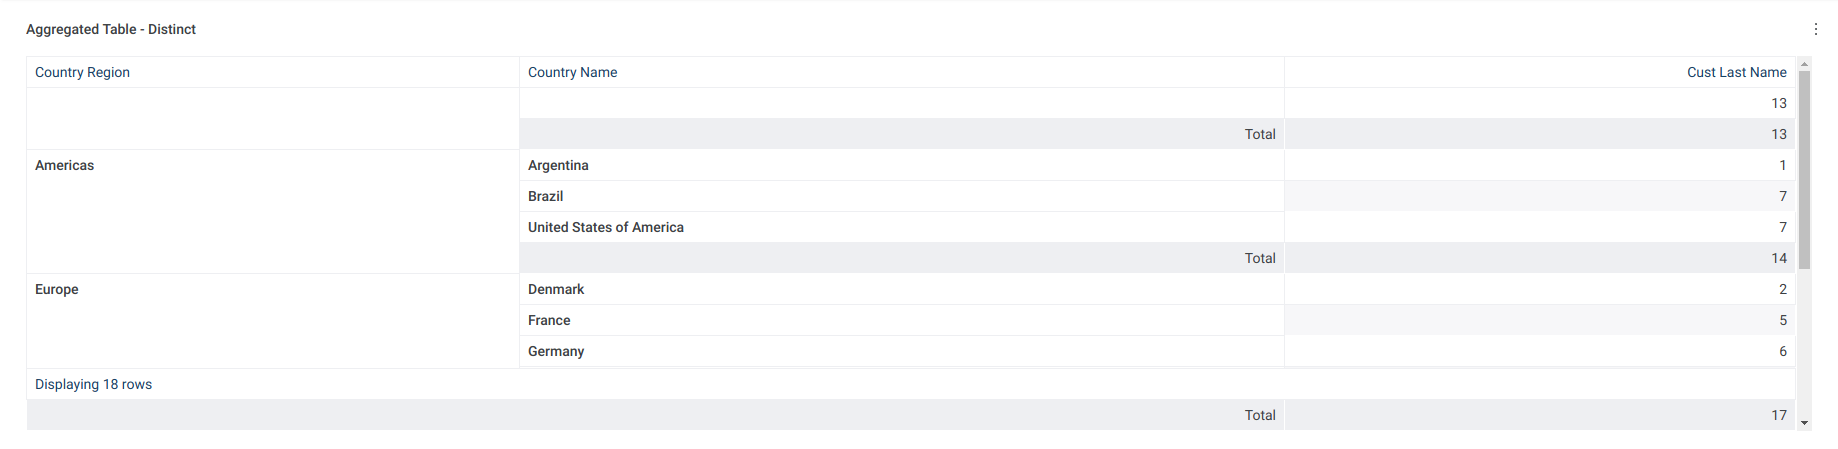 Aggregated Table - Distinct
Country Region Country Name Cust Last Name
13
Total 13
Americas Argentina 1
Brazil 7
United States of America 7
Total 14
Europe Denmark 2
France 5
Germany 6
Displaying 18 rows
Total 17